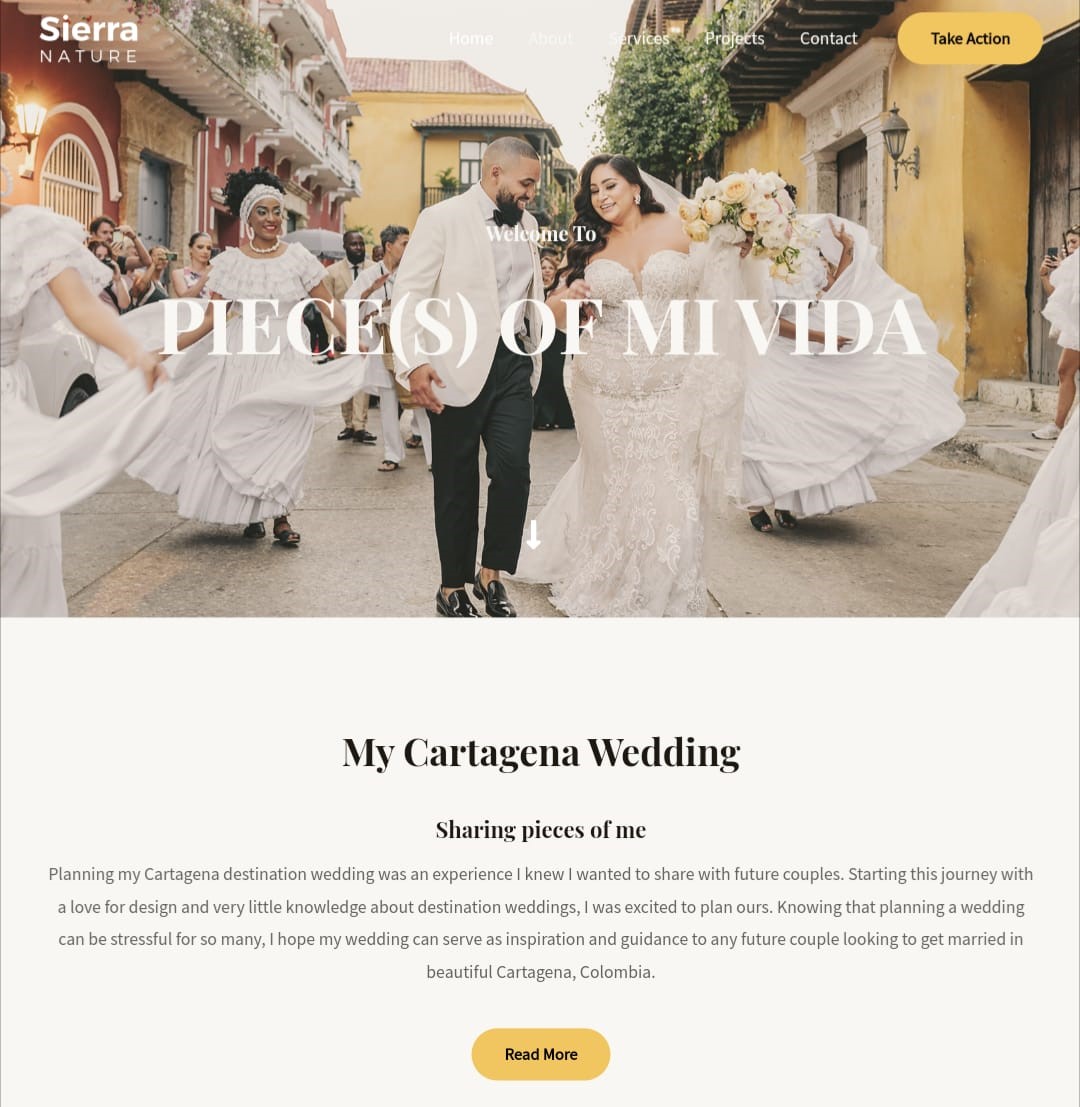 Sierra
NATURE
Home About Services Projects Contact Take Action
Welcome To
PIECE(S) OF MI VIDA
My Cartagena Wedding
Sharing pieces of me
Planning my Cartagena destination wedding was an experience I knew I wanted to share with future couples. Starting this journey with
a love for design and very little knowledge about destination weddings, I was excited to plan ours. Knowing that planning a wedding
can be stressful for so many, I hope my wedding can serve as inspiration and guidance to any future couple looking to get married in
beautiful Cartagena, Colombia.
Read More